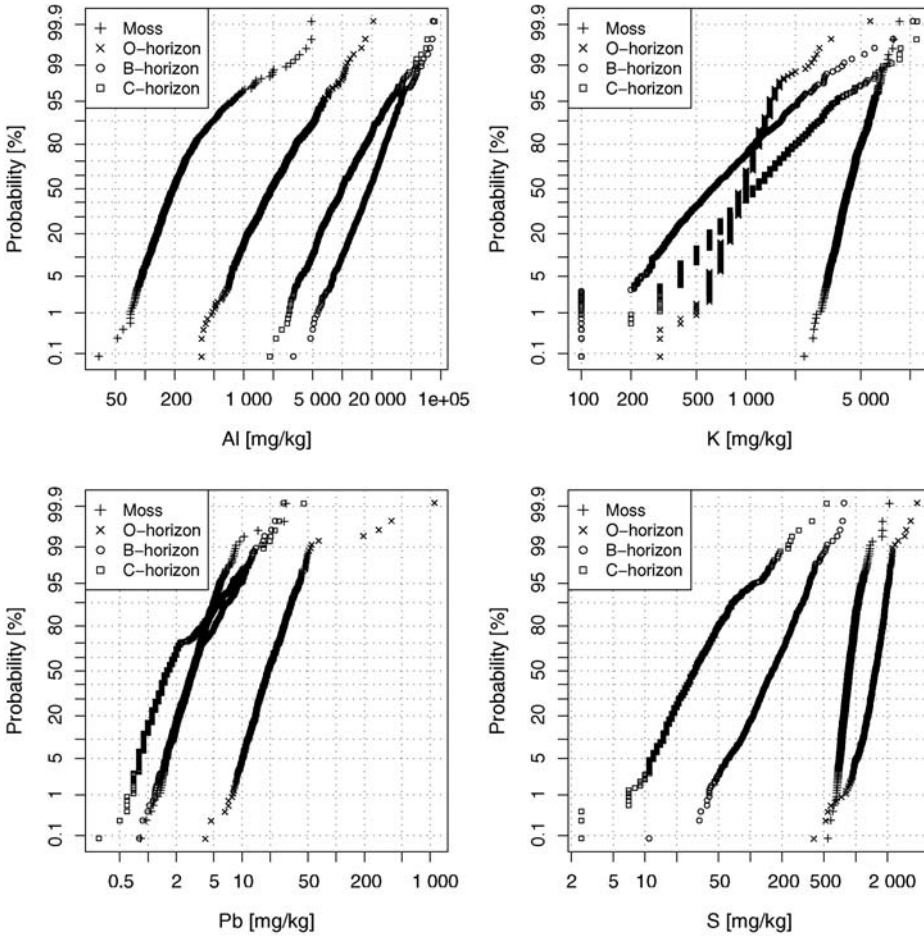 Moss
O−horizon
B−horizon
C−horizon
Probability [%]
99.9
99
95
80
50
20
5
1
0.1
50 200 1 000 5 000 20 000 1e+05
Al [mg/kg]
Moss
O−horizon
B−horizon
C−horizon
Probability [%]
99.9
99
95
80
50
20
5
1
0.1
100 200 500 1 000 5 000
K [mg/kg]
Moss
O−horizon
B−horizon
C−horizon
Probability [%]
99.9
99
95
80
50
20
5
1
0.1
0.5 2 5 10 50 200 1 000
Pb [mg/kg]
Moss
O−horizon
B−horizon
C−horizon
Probability [%]
99.9
99
95
80
50
20
5
1
0.1
2 5 10 50 200 500 2 000
S [mg/kg]